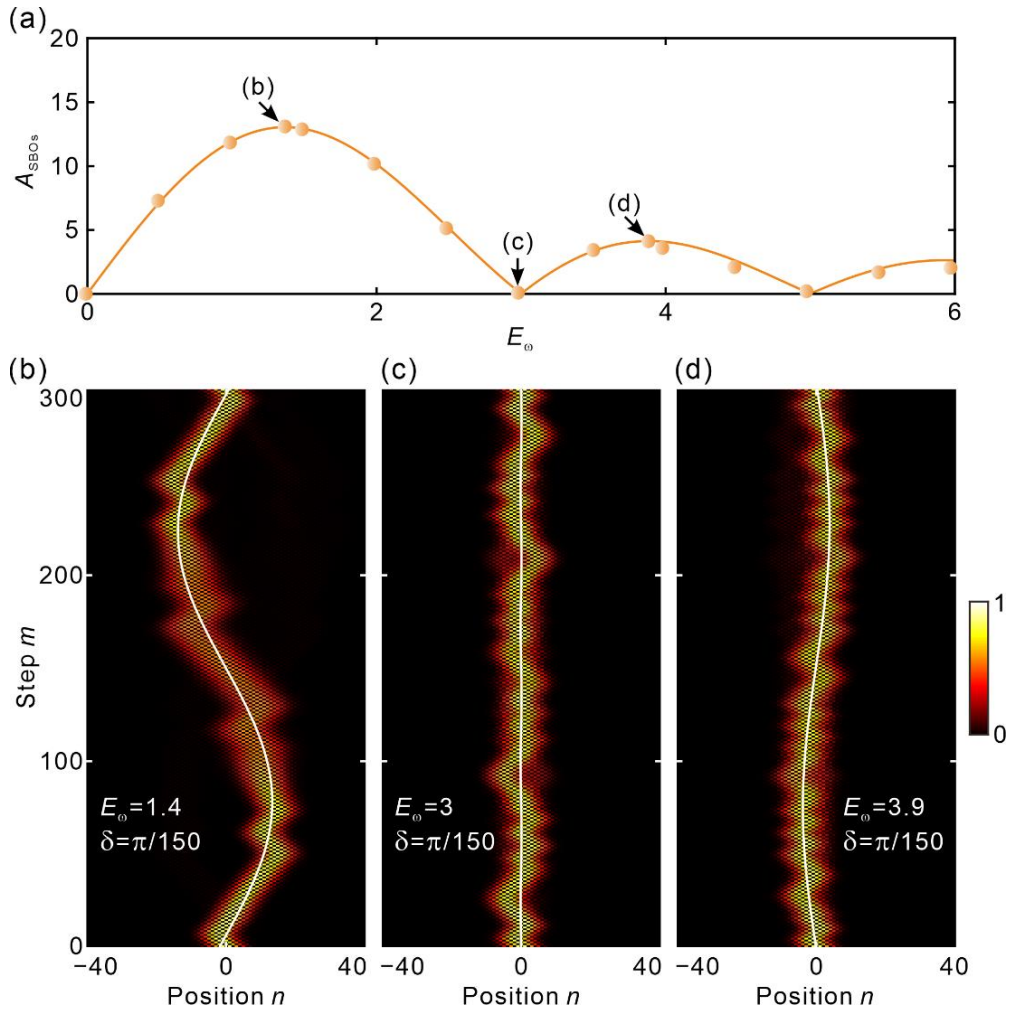 (a)
20
15
10
5
0
A_SBOs
(b)
(c)
(d)
0 2 4 6
E_ω
(b) (c) (d)
300
200
100
0
Step m
E_ω=1.4
δ=π/150
E_ω=3
δ=π/150
E_ω=3.9
δ=π/150
1
0
−40 0 40 −40 0 40 −40 0 40
Position n Position n Position n